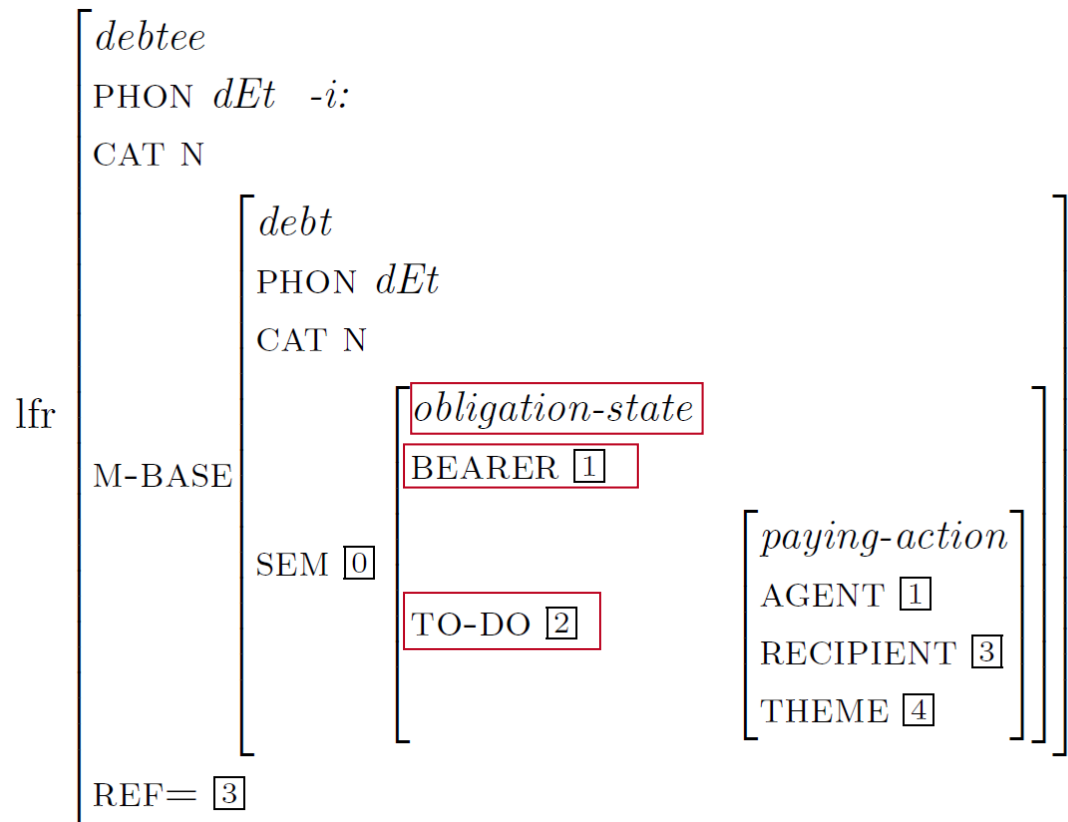 debtee
PHON dEt -i:
CAT N
debt
PHON dEt
CAT N
lfr
obligation-state
M-BASE
BEARER 1
SEM 0
paying-action
AGENT 1
TO-DO 2
RECIPIENT 3
THEME 4
REF= 3